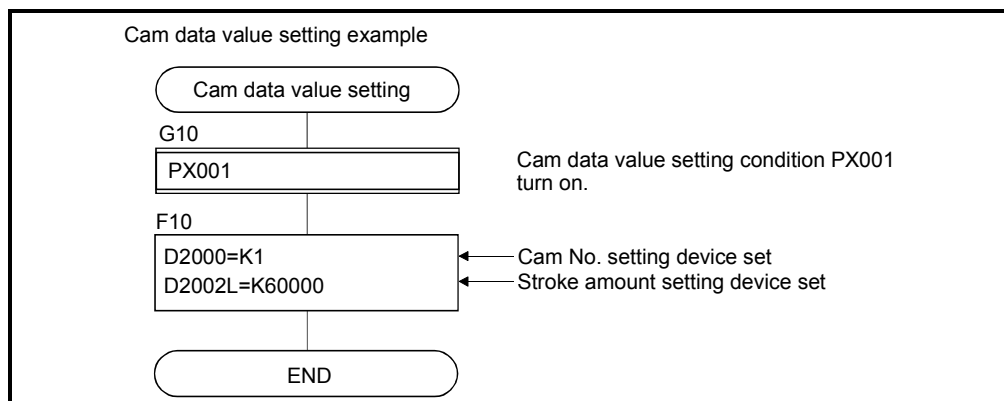 Cam data value setting example
Cam data value setting
G10
PX001
Cam data value setting condition PX001
turn on.
F10
D2000=K1
Cam No. setting device set
D2002L=K60000
Stroke amount setting device set
END